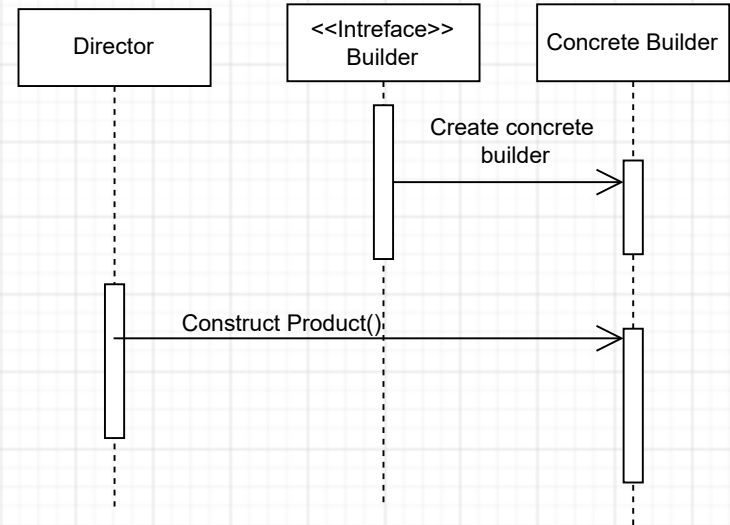 Director
<<Intreface>>
Builder
Concrete Builder
Create concrete
builder
Construct Product()